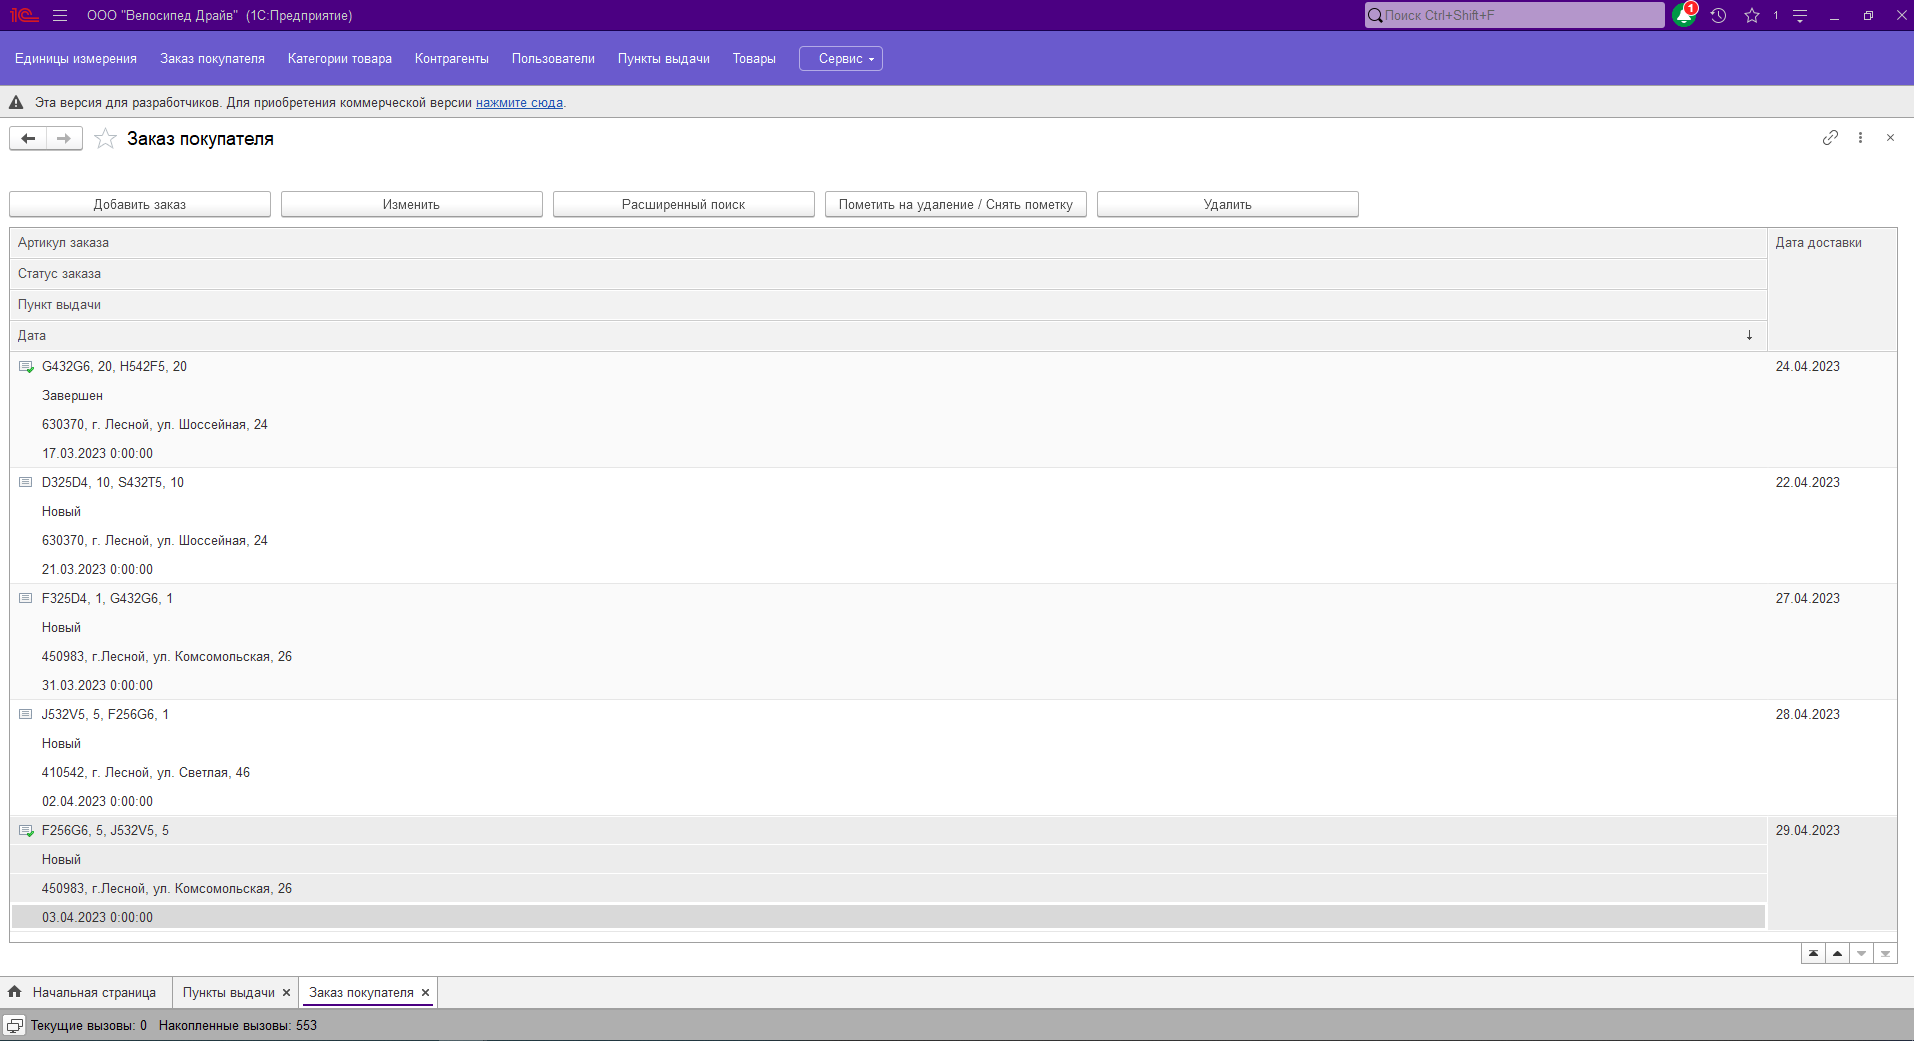 1С ООО "Велосипед Драйв" (1С:Предприятие) Поиск Ctrl+Shift+F 1 1
Единицы измерения Заказ покупателя Категории товара Контрагенты Пользователи Пункты выдачи Товары Сервис
Эта версия для разработчиков. Для приобретения коммерческой версии нажмите сюда.
Заказ покупателя
Добавить заказ Изменить Расширенный поиск Пометить на удаление / Снять пометку Удалить
Артикул заказа Дата доставки
Статус заказа
Пункт выдачи
Дата
G432G6, 20, H542F5, 20 24.04.2023
Завершен
630370, г. Лесной, ул. Шоссейная, 24
17.03.2023 0:00:00
D325D4, 10, S432T5, 10 22.04.2023
Новый
630370, г. Лесной, ул. Шоссейная, 24
21.03.2023 0:00:00
F325D4, 1, G432G6, 1 27.04.2023
Новый
450983, г.Лесной, ул. Комсомольская, 26
31.03.2023 0:00:00
J532V5, 5, F256G6, 1 28.04.2023
Новый
410542, г. Лесной, ул. Светлая, 46
02.04.2023 0:00:00
F256G6, 5, J532V5, 5 29.04.2023
Новый
450983, г.Лесной, ул. Комсомольская, 26
03.04.2023 0:00:00
Начальная страница Пункты выдачи Заказ покупателя
Текущие вызовы: 0 Накопленные вызовы: 553